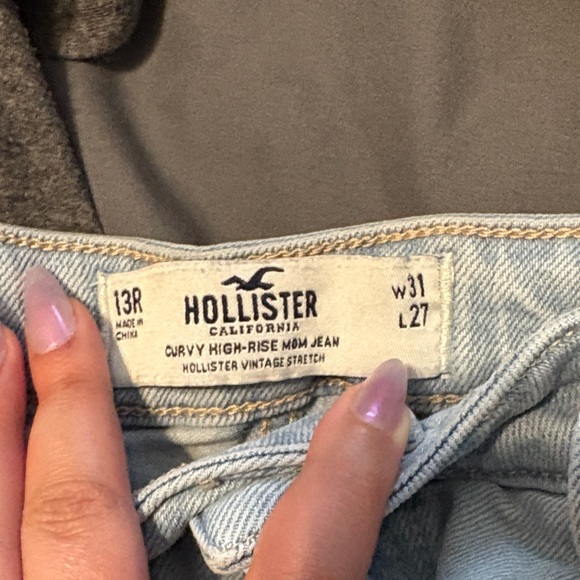 13R
MADE IN
CHINA
HOLLISTER
CALIFORNIA
CURVY HIGH-RISE MOM JEAN
HOLLISTER VINTAGE STRETCH
W31
L27